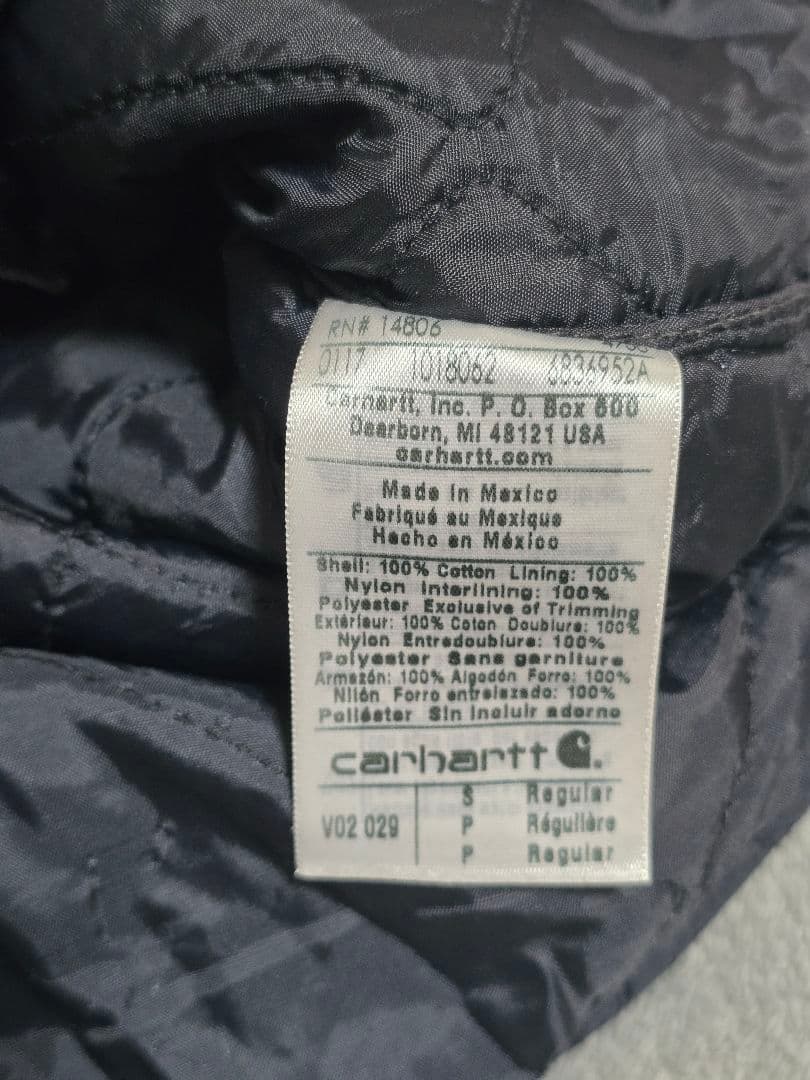 RN# 14806
0117 1018062 6836952A
Carhartt, Inc. P. O. Box 600
Dearborn, MI 48121 USA
carhartt.com
Made in Mexico
Fabriqué au Mexique
Hecho en México
Shell: 100% Cotton Lining: 100%
Nylon Interlining: 100%
Polyester Exclusive of Trimming
Extérieur: 100% Coton Doublure: 100%
Nylon Entredoublure: 100%
Polyester Sans garniture
Armazón: 100% Algodón Forro: 100%
Nilón Forro entrelazado: 100%
Poliéster Sin incluir adorno
carhartt
V02 029
S Regular
P Régulière
P Regular